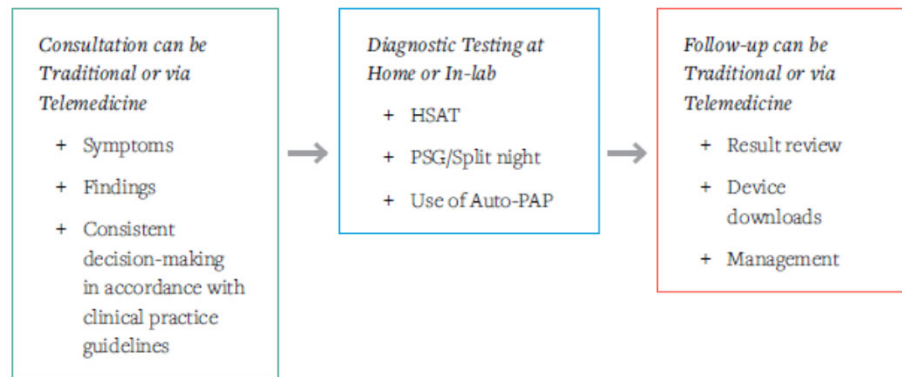 Consultation can be
Traditional or via
Telemedicine
+ Symptoms
+ Findings
+ Consistent
decision-making
in accordance with
clinical practice
guidelines
Diagnostic Testing at
Home or In-lab
+ HSAT
+ PSG/Split night
+ Use of Auto-PAP
Follow-up can be
Traditional or via
Telemedicine
+ Result review
+ Device
downloads
+ Management